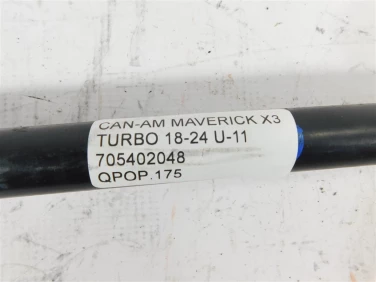 CAN-AM MAVERICK X3
TURBO 18-24 U-11
705402048
QPOP.175